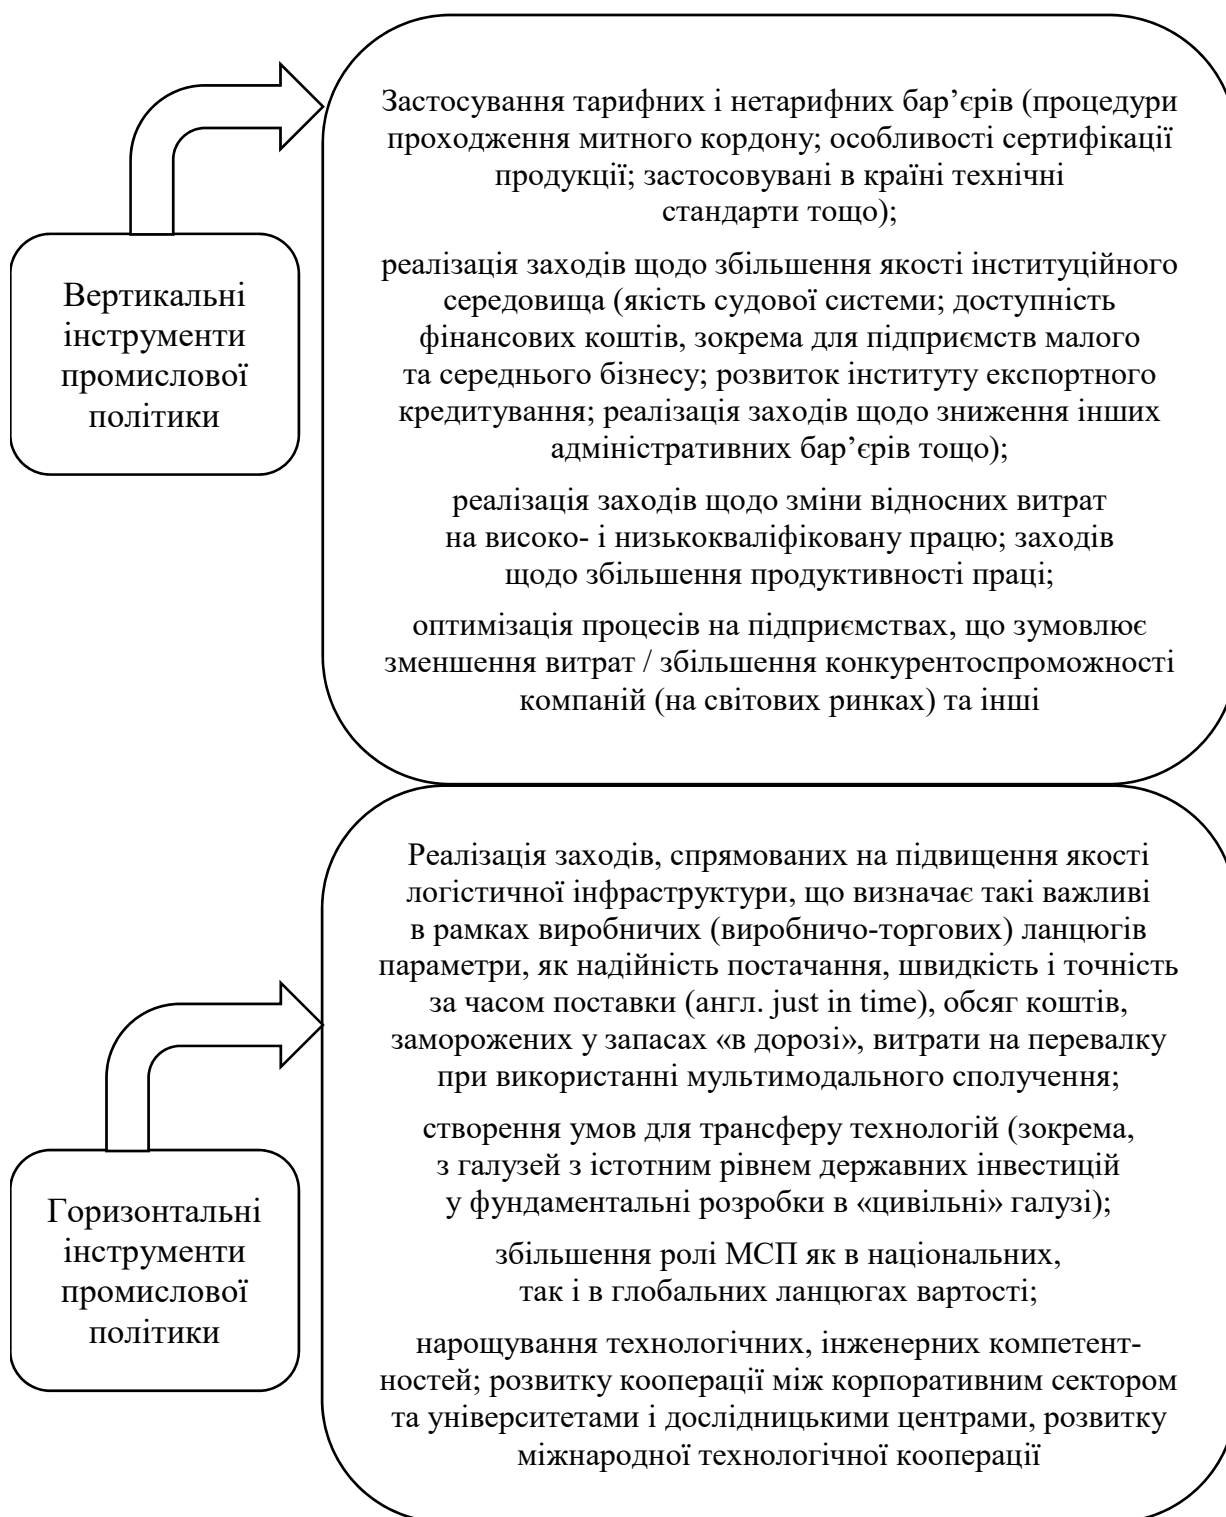 Вертикальні
інструменти
промислової
політики
Застосування тарифних і нетарифних бар’єрів (процедури
проходження митного кордону; особливості сертифікації
продукції; застосовувані в країні технічні
стандарти тощо);
реалізація заходів щодо збільшення якості інституційного
середовища (якість судової системи; доступність
фінансових коштів, зокрема для підприємств малого
та середнього бізнесу; розвиток інституту експортного
кредитування; реалізація заходів щодо зниження інших
адміністративних бар’єрів тощо);
реалізація заходів щодо зміни відносних витрат
на високо- і низькокваліфіковану працю; заходів
щодо збільшення продуктивності праці;
оптимізація процесів на підприємствах, що зумовлює
зменшення витрат / збільшення конкурентоспроможності
компаній (на світових ринках) та інші
Горизонтальні
інструменти
промислової
політики
Реалізація заходів, спрямованих на підвищення якості
логістичної інфраструктури, що визначає такі важливі
в рамках виробничих (виробничо-торгових) ланцюгів
параметри, як надійність постачання, швидкість і точність
за часом поставки (англ. just in time), обсяг коштів,
заморожених у запасах «в дорозі», витрати на перевалку
при використанні мультимодального сполучення;
створення умов для трансферу технологій (зокрема,
з галузей з істотним рівнем державних інвестицій
у фундаментальні розробки в «цивільні» галузі);
збільшення ролі МСП як в національних,
так і в глобальних ланцюгах вартості;
нарощування технологічних, інженерних компетент-
ностей; розвитку кооперації між корпоративним сектором
та університетами і дослідницькими центрами, розвитку
міжнародної технологічної кооперації